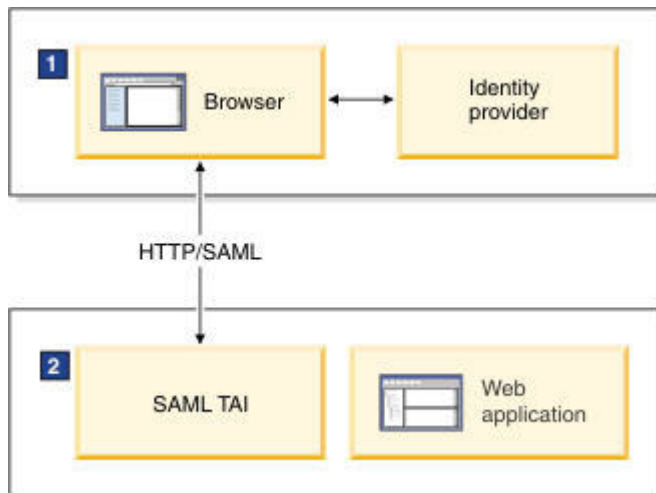 1
Browser
Identity
provider
HTTP/SAML
2
SAML TAI
Web
application